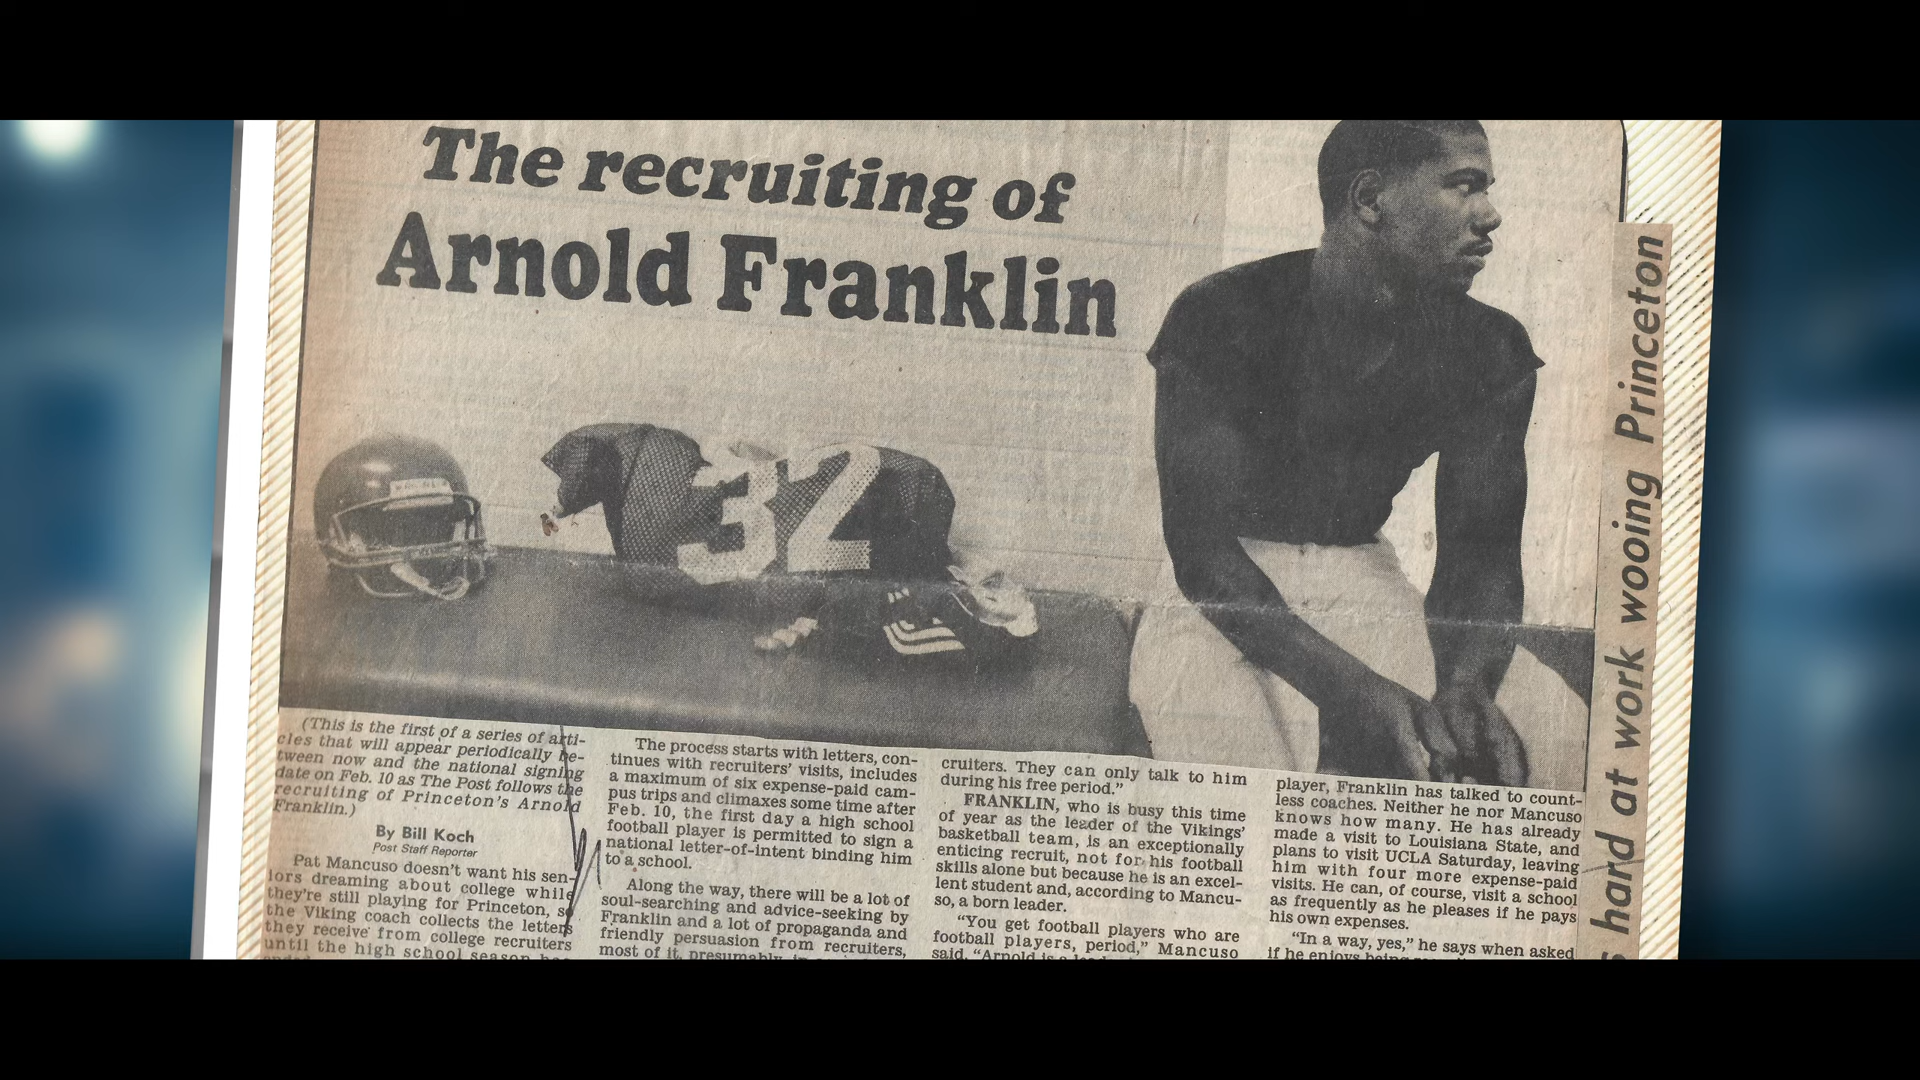 The recruiting of
Arnold Franklin
32
(This is the first of a series of arti-
cles that will appear periodically be-
tween now and the national signing
date on Feb. 10 as The Post follows the
recruiting of Princeton's Arnold
Franklin.)
By Bill Koch
Post Staff Reporter
Pat Mancuso doesn't want his sen-
iors dreaming about college while
they're still playing for Princeton, so
the Viking coach collects the letters
they receive from college recruiters
until the high school season has
The process starts with letters, con-
tinues with recruiters' visits, includes
a maximum of six expense-paid cam-
pus trips and climaxes some time after
Feb. 10, the first day a high school
football player is permitted to sign a
national letter-of-intent binding him
to a school.
Along the way, there will be a lot of
soul-searching and advice-seeking by
Franklin and a lot of propaganda and
friendly persuasion from recruiters,
most of it, presumably
cruiters. They can only talk to him
during his free period."
FRANKLIN, who is busy this time
of year as the leader of the Vikings'
basketball team, is an exceptionally
enticing recruit, not for his football
skills alone but because he is an excel-
lent student and, according to Mancu-
so, a born leader.
"You get football players who are
football players, period," Mancuso
said. "Arnold is a
player, Franklin has talked to count-
less coaches. Neither he nor Mancuso
knows how many. He has already
made a visit to Louisiana State, and
plans to visit UCLA Saturday, leaving
him with four more expense-paid
visits. He can, of course, visit a school
as frequently as he pleases if he pays
his own expenses.
"In a way, yes," he says when asked
if he enjoys being
s hard at work wooing Princeton